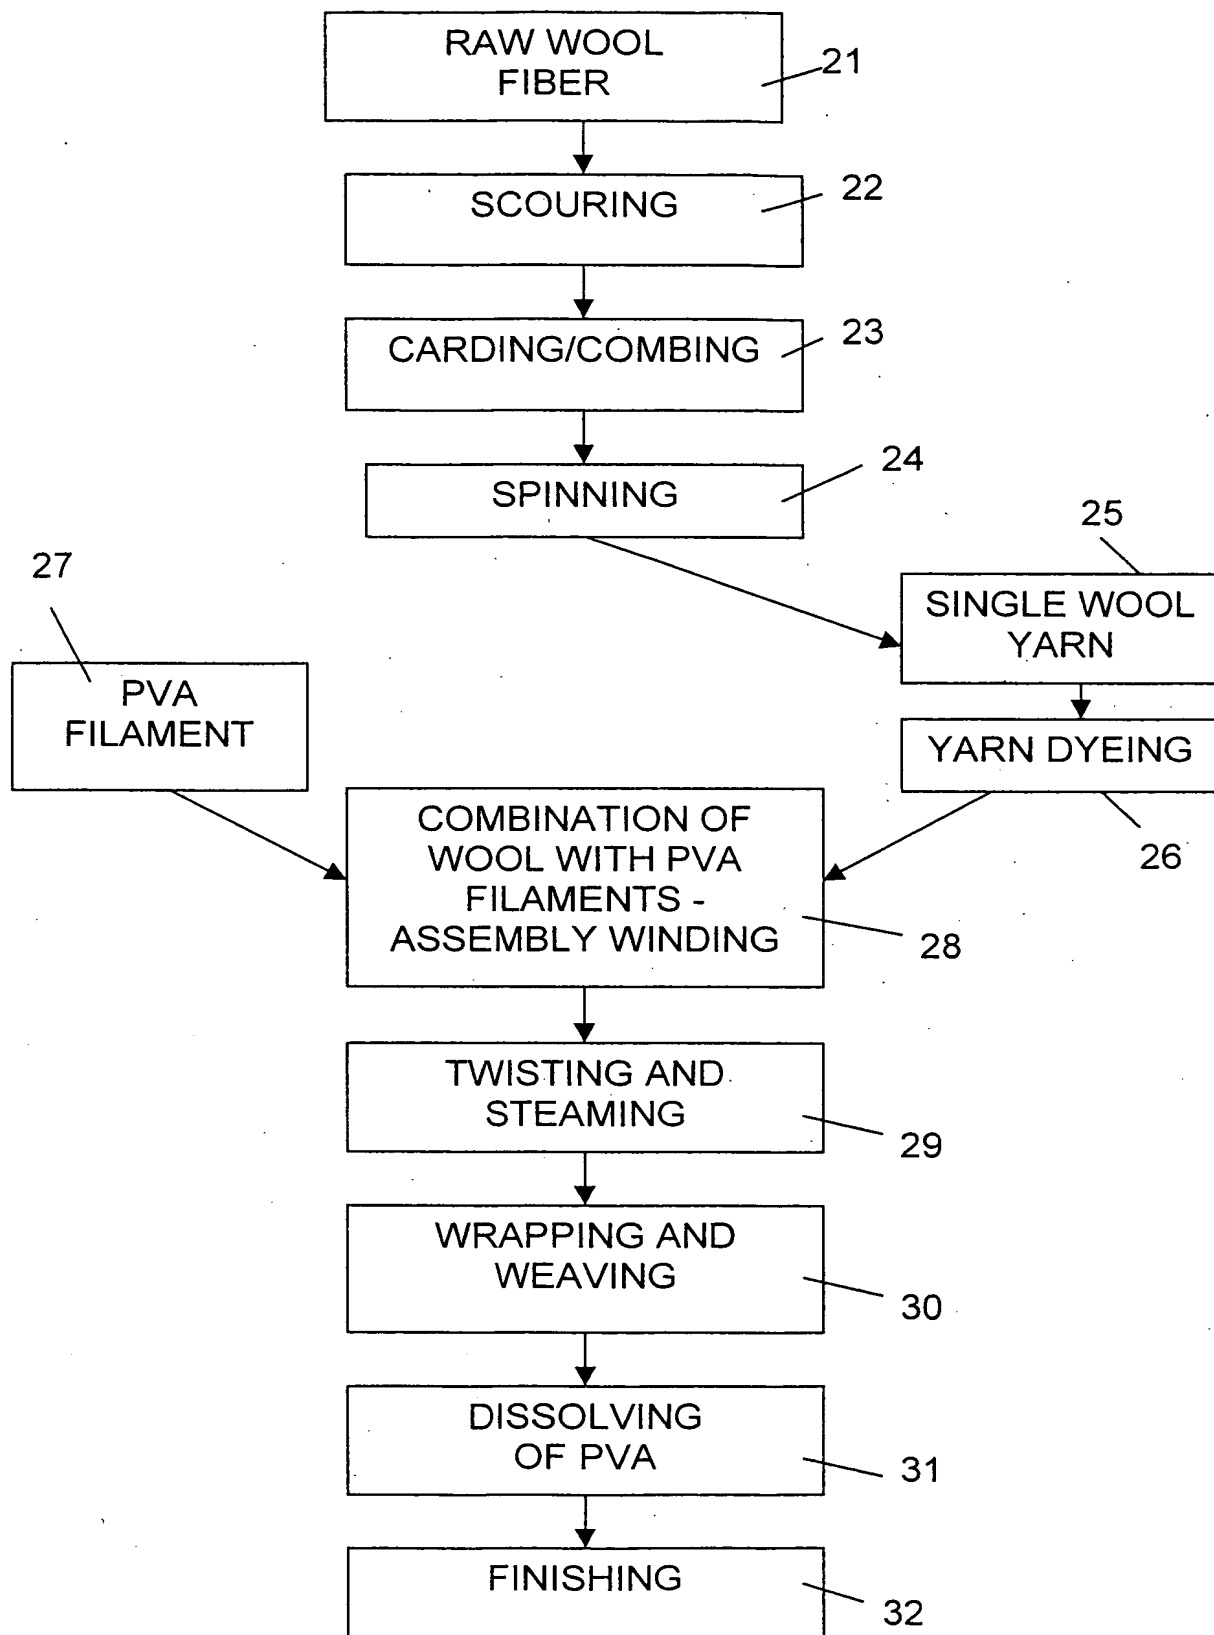 RAW WOOL
FIBER
21
SCOURING
22
CARDING/COMBING
23
SPINNING
24
25
SINGLE WOOL
YARN
27
PVA
FILAMENT
YARN DYEING
26
COMBINATION OF
WOOL WITH PVA
FILAMENTS -
ASSEMBLY WINDING
28
TWISTING AND
STEAMING
29
WRAPPING AND
WEAVING
30
DISSOLVING
OF PVA
31
FINISHING
32